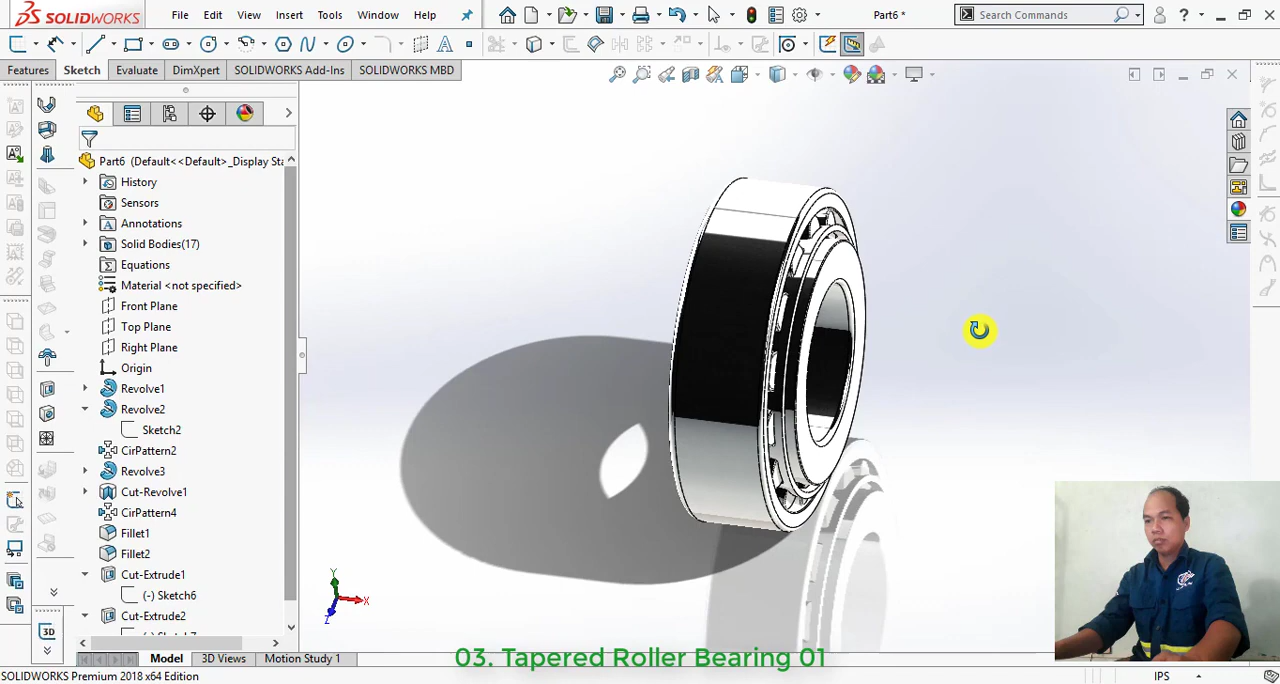 SOLIDWORKS
File Edit View Insert Tools Window Help
Part6 *
Search Commands
Features Sketch Evaluate DimXpert SOLIDWORKS Add-Ins SOLIDWORKS MBD
Part6 (Default<<Default>_Display Sta
History
Sensors
Annotations
Solid Bodies(17)
Equations
Material <not specified>
Front Plane
Top Plane
Right Plane
Origin
Revolve1
Revolve2
Sketch2
CirPattern2
Revolve3
Cut-Revolve1
CirPattern4
Fillet1
Fillet2
Cut-Extrude1
(-) Sketch6
Cut-Extrude2
Y
X
Z
3D
Model 3D Views Motion Study 1
03. Tapered Roller Bearing 01
SOLIDWORKS Premium 2018 x64 Edition
IPS